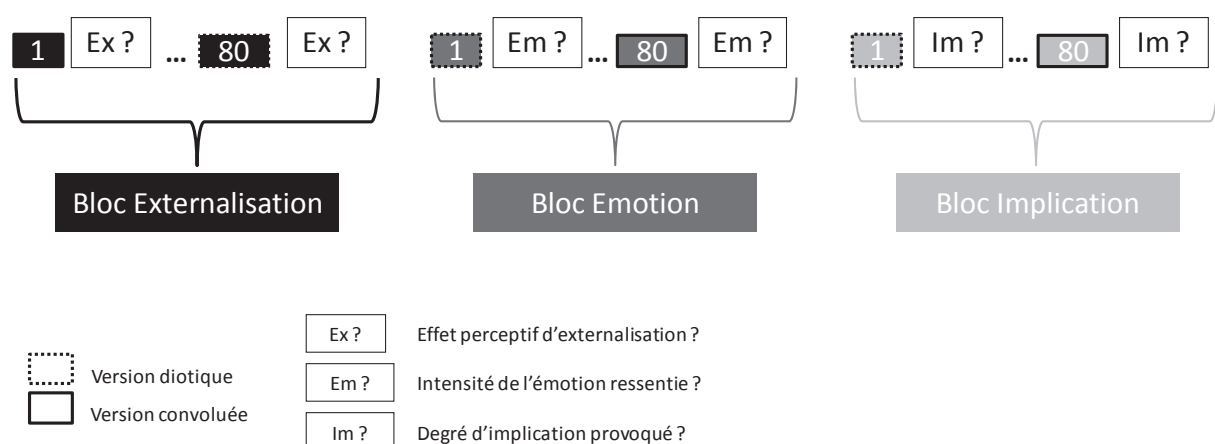 1 Ex ? ... 80 Ex ? 1 Em ? ... 80 Em ? 1 Im ? ... 80 Im ?
Bloc Externalisation Bloc Emotion Bloc Implication
Ex ? Effet perceptif d’externalisation ?
Version diotique
Em ? Intensité de l’émotion ressentie ?
Version convoluée
Im ? Degré d’implication provoqué ?